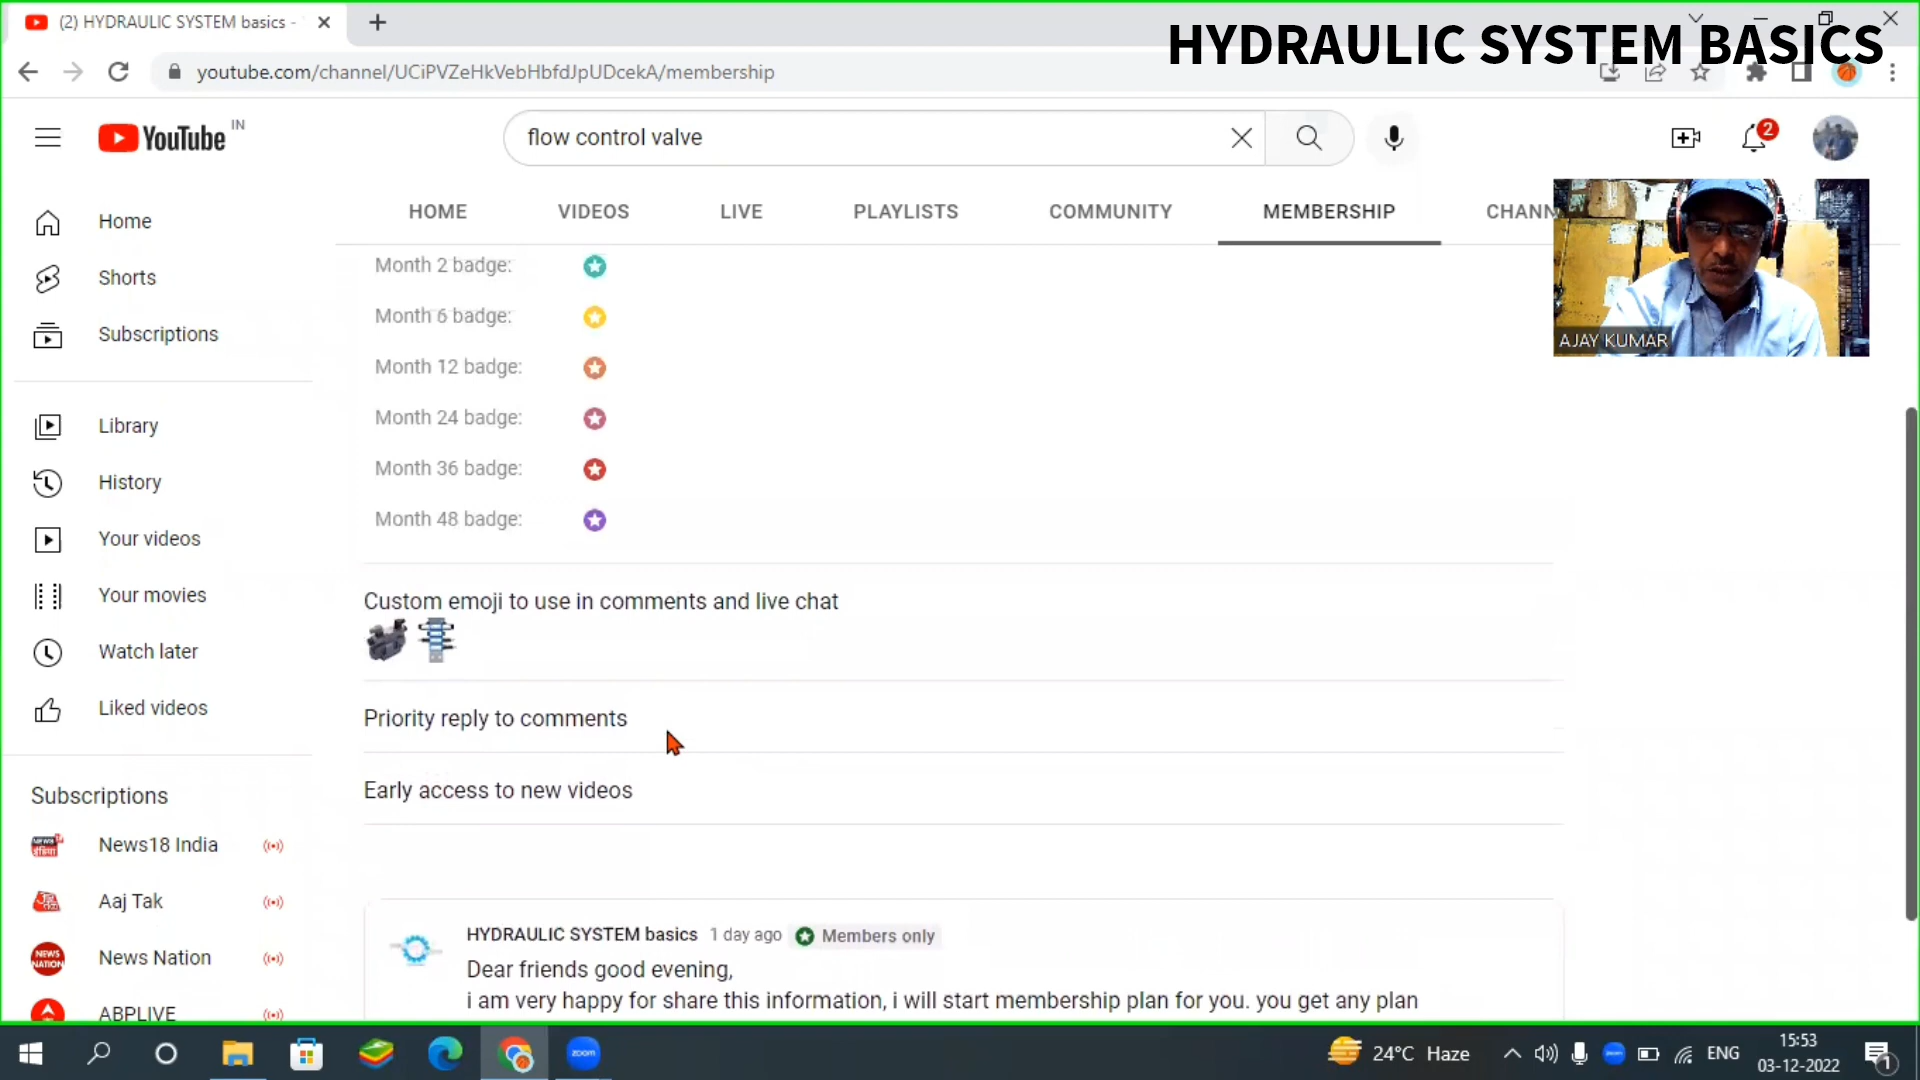 (2) HYDRAULIC SYSTEM basics -
HYDRAULIC SYSTEM BASICS
youtube.com/channel/UCiPVZeHkVebHbfdJpUDcekA/membership
YouTube IN
flow control valve
2
HOME VIDEOS LIVE PLAYLISTS COMMUNITY MEMBERSHIP CHANN
AJAY KUMAR
Home
Shorts
Subscriptions
Library
History
Your videos
Your movies
Watch later
Liked videos
Subscriptions
News18 India
Aaj Tak
NEWS NATION
News Nation
ABPLIVE
Month 2 badge:
Month 6 badge:
Month 12 badge:
Month 24 badge:
Month 36 badge:
Month 48 badge:
Custom emoji to use in comments and live chat
Priority reply to comments
Early access to new videos
HYDRAULIC SYSTEM basics 1 day ago Members only
Dear friends good evening,
i am very happy for share this information, i will start membership plan for you. you get any plan
zoom
24°C Haze
ENG
15:53
03-12-2022
1